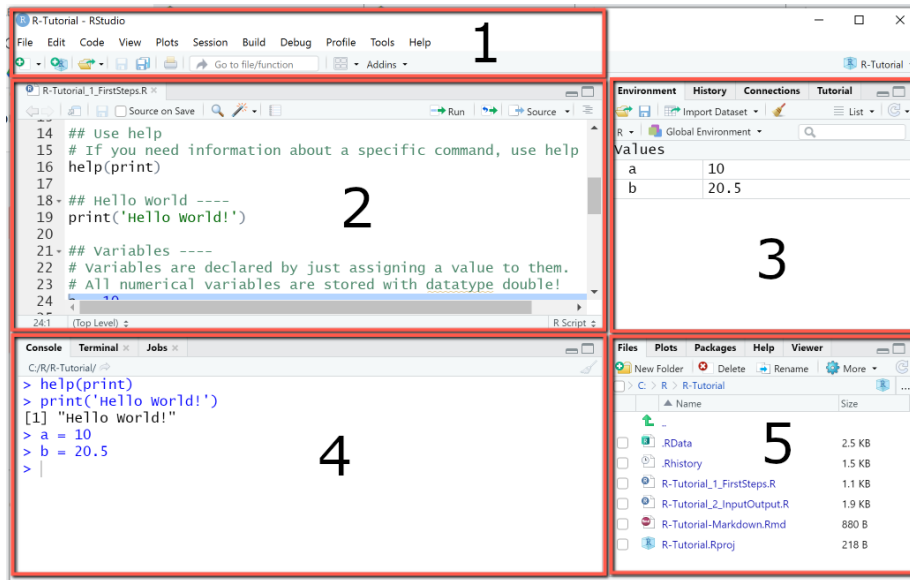 R-Tutorial - RStudio
File Edit Code View Plots Session Build Debug Profile Tools Help
Go to file/function Addins R-Tutorial
1
R-Tutorial_1_FirstSteps.R
Source on Save Run Source
14 ## Use help
15 # If you need information about a specific command, use help
16 help(print)
17
18 ## Hello World ----
19 print('Hello World!')
20
21 ## Variables ----
22 # Variables are declared by just assigning a value to them.
23 # All numerical variables are stored with datatype double!
24
24:1 (Top Level) R Script
2
Environment History Connections Tutorial
Import Dataset List
R Global Environment
Values
a 10
b 20.5
3
Console Terminal Jobs
C:/R/R-Tutorial/
> help(print)
> print('Hello World!')
[1] "Hello World!"
> a = 10
> b = 20.5
>
4
Files Plots Packages Help Viewer
New Folder Delete Rename More
C: > R > R-Tutorial ...
Name Size
..
.RData 2.5 KB
.Rhistory 1.5 KB
R-Tutorial_1_FirstSteps.R 1.1 KB
R-Tutorial_2_InputOutput.R 1.9 KB
R-Tutorial-Markdown.Rmd 880 B
R-Tutorial.Rproj 218 B
5